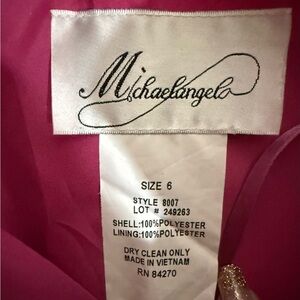 Michaelangelo
SIZE 6
STYLE 8007
LOT # 249263
SHELL:100%POLYESTER
LINING:100%POLYESTER
DRY CLEAN ONLY
MADE IN VIETNAM
RN 84270